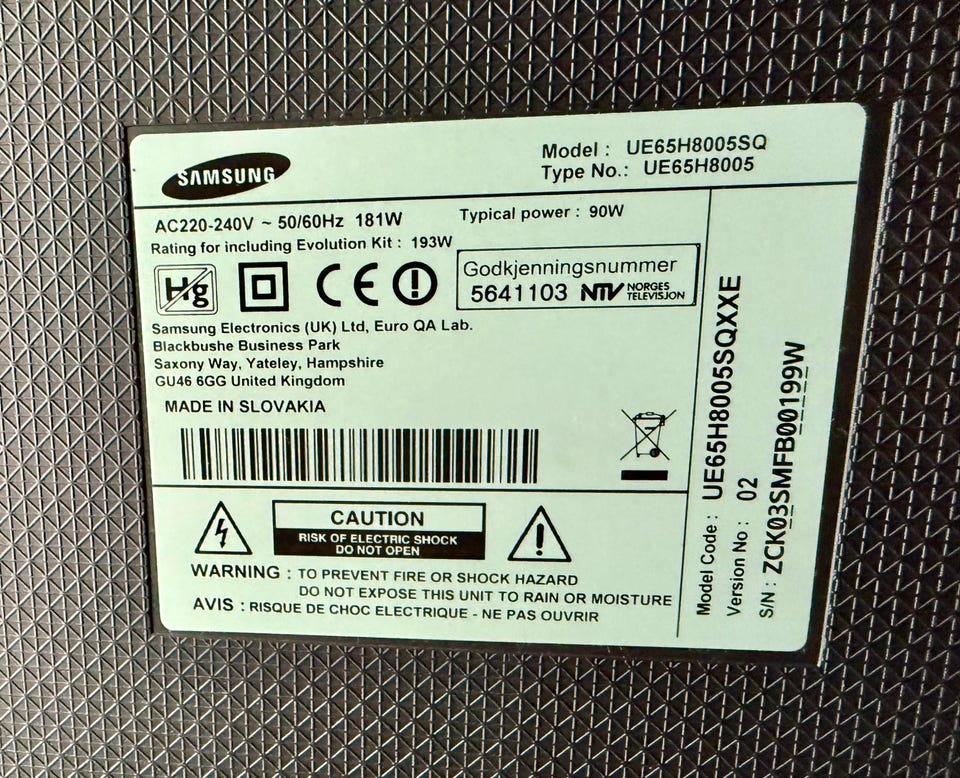 SAMSUNG
Model : UE65H8005SQ
Type No.: UE65H8005
AC220-240V ~ 50/60Hz 181W
Typical power : 90W
Rating for including Evolution Kit : 193W
Hg
CE
Godkjenningsnummer
5641103 NTV NORGES TELEVISJON
Samsung Electronics (UK) Ltd, Euro QA Lab.
Blackbushe Business Park
Saxony Way, Yateley, Hampshire
GU46 6GG United Kingdom
MADE IN SLOVAKIA
CAUTION
RISK OF ELECTRIC SHOCK
DO NOT OPEN
WARNING : TO PREVENT FIRE OR SHOCK HAZARD
DO NOT EXPOSE THIS UNIT TO RAIN OR MOISTURE
AVIS : RISQUE DE CHOC ELECTRIQUE - NE PAS OUVRIR
Model Code : UE65H8005SQXXE
Version No : 02
S/N : ZCK03SMFB00199W